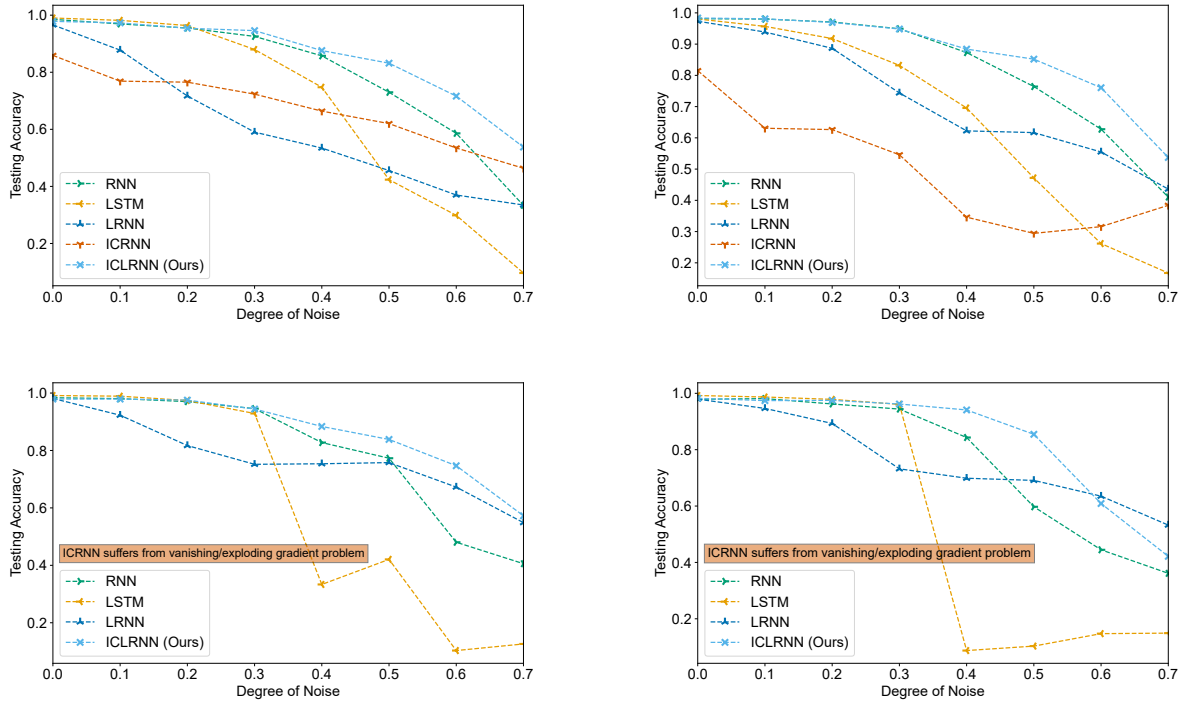 1.0
0.8
0.6
0.4
0.2
Testing Accuracy
RNN
LSTM
LRNN
ICRNN
ICLRNN (Ours)
0.0 0.1 0.2 0.3 0.4 0.5 0.6 0.7
Degree of Noise
1.0
0.9
0.8
0.7
0.6
0.5
0.4
0.3
0.2
Testing Accuracy
RNN
LSTM
LRNN
ICRNN
ICLRNN (Ours)
0.0 0.1 0.2 0.3 0.4 0.5 0.6 0.7
Degree of Noise
1.0
0.8
0.6
0.4
0.2
Testing Accuracy
ICRNN suffers from vanishing/exploding gradient problem
RNN
LSTM
LRNN
ICLRNN (Ours)
0.0 0.1 0.2 0.3 0.4 0.5 0.6 0.7
Degree of Noise
1.0
0.8
0.6
0.4
0.2
Testing Accuracy
ICRNN suffers from vanishing/exploding gradient problem
RNN
LSTM
LRNN
ICLRNN (Ours)
0.0 0.1 0.2 0.3 0.4 0.5 0.6 0.7
Degree of Noise